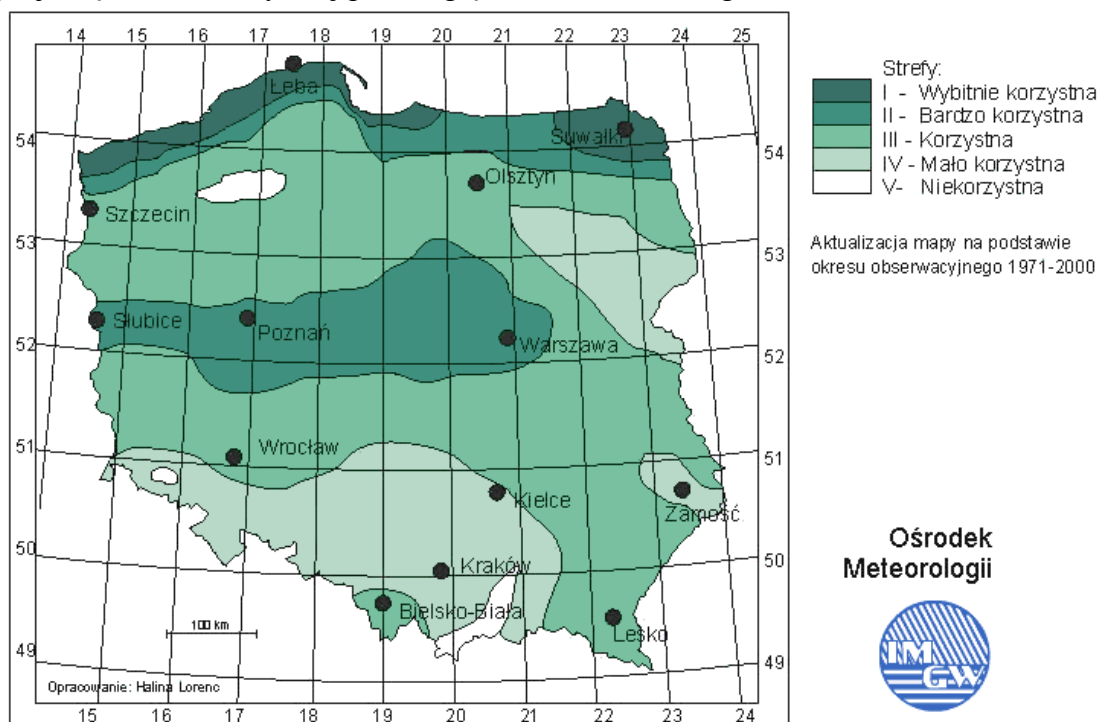 14 15 16 17 18 19 20 21 22 23 24 25
Łeba
Strefy:
I - Wybitnie korzystna
II - Bardzo korzystna
III - Korzystna
IV - Mało korzystna
V- Niekorzystna
54
Suwałki
54
Olsztyn
Szczecin
Aktualizacja mapy na podstawie
okresu obserwacyjnego 1971-2000
53
53
Słubice
Poznań
Warszawa
52
52
Wrocław
51
51
Kielce
Zamość
50
50
Kraków
Ośrodek
Meteorologii
Bielsko-Biała
Lesko
100 km
49
49
IM
GW
Opracowanie: Halina Lorenc
15 16 17 18 19 20 21 22 23 24